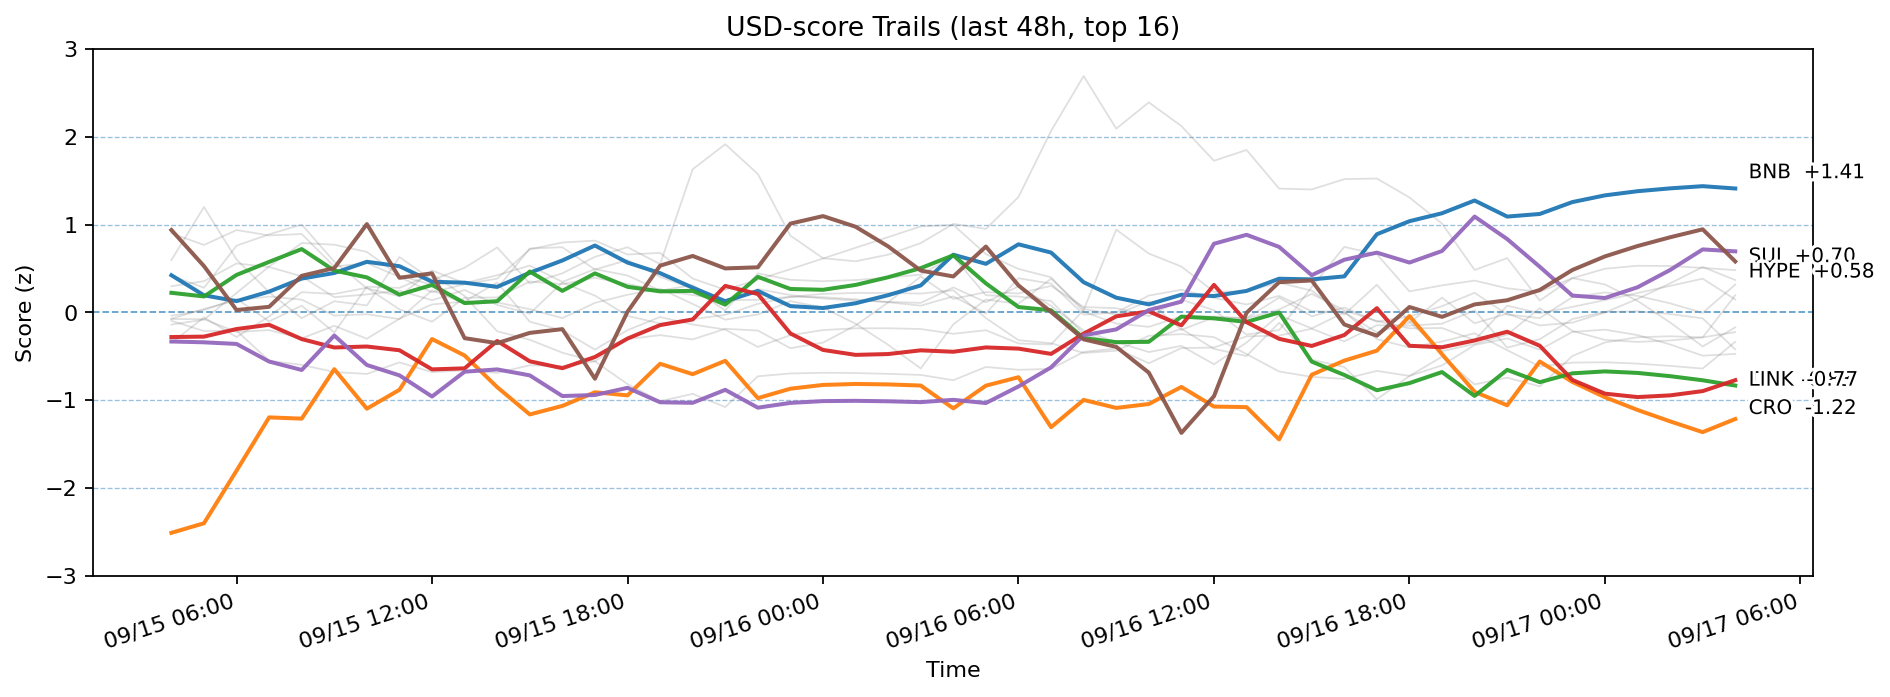 USD-score Trails (last 48h, top 16)
Score (z)
3
2
1
0
−1
−2
−3
BNB +1.41
+0.70
HYPE +0.58
LINK -0.77
CRO -1.22
09/15 06:00
09/15 12:00
09/15 18:00
09/16 00:00
09/16 06:00
09/16 12:00
09/16 18:00
09/17 00:00
09/17 06:00
Time